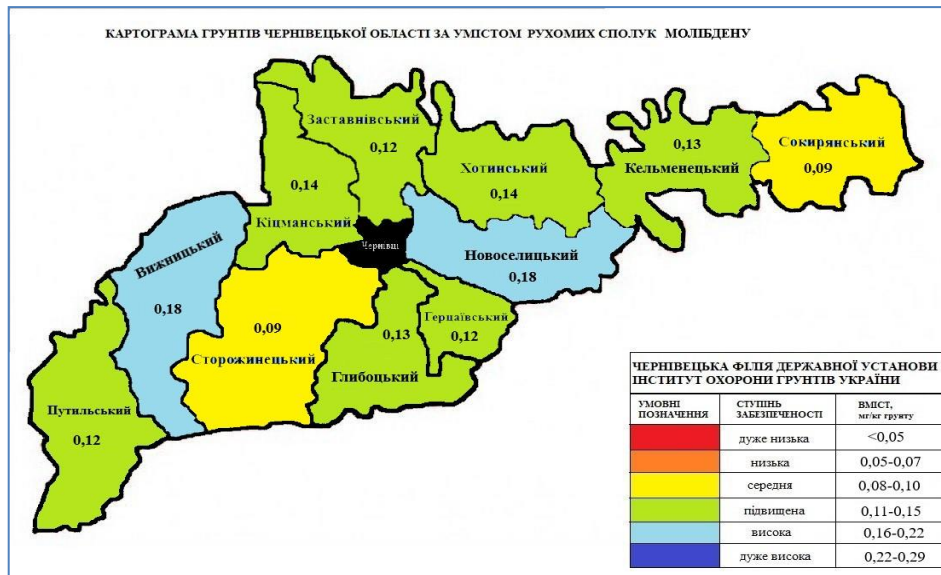 КАРТОГРАМА ГРУНТІВ ЧЕРНІВЕЦЬКОЇ ОБЛАСТІ ЗА УМІСТОМ РУХОМИХ СПОЛУК МОЛІБДЕНУ
Заставнівський
0,12
Хотинський
0,14
0,13
Кельменецький
Сокирянський
0,09
0,14
Кіцманський
Чернівці
Новоселицький
0,18
Вижницький
0,18
0,09
Сторожинецький
0,13
Глибоцький
Герцаївський
0,12
Путильський
0,12
ЧЕРНІВЕЦЬКА ФІЛІЯ ДЕРЖАВНОЇ УСТАНОВИ
ІНСТИТУТ ОХОРОНИ ГРУНТІВ УКРАЇНИ
УМОВНІ ПОЗНАЧЕННЯ СТУПІНЬ ЗАБЕЗПЕЧЕНОСТІ ВМІСТ, мг/кг грунту
дуже низька <0,05
низька 0,05-0,07
середня 0,08-0,10
підвищена 0,11-0,15
висока 0,16-0,22
дуже висока 0,22-0,29